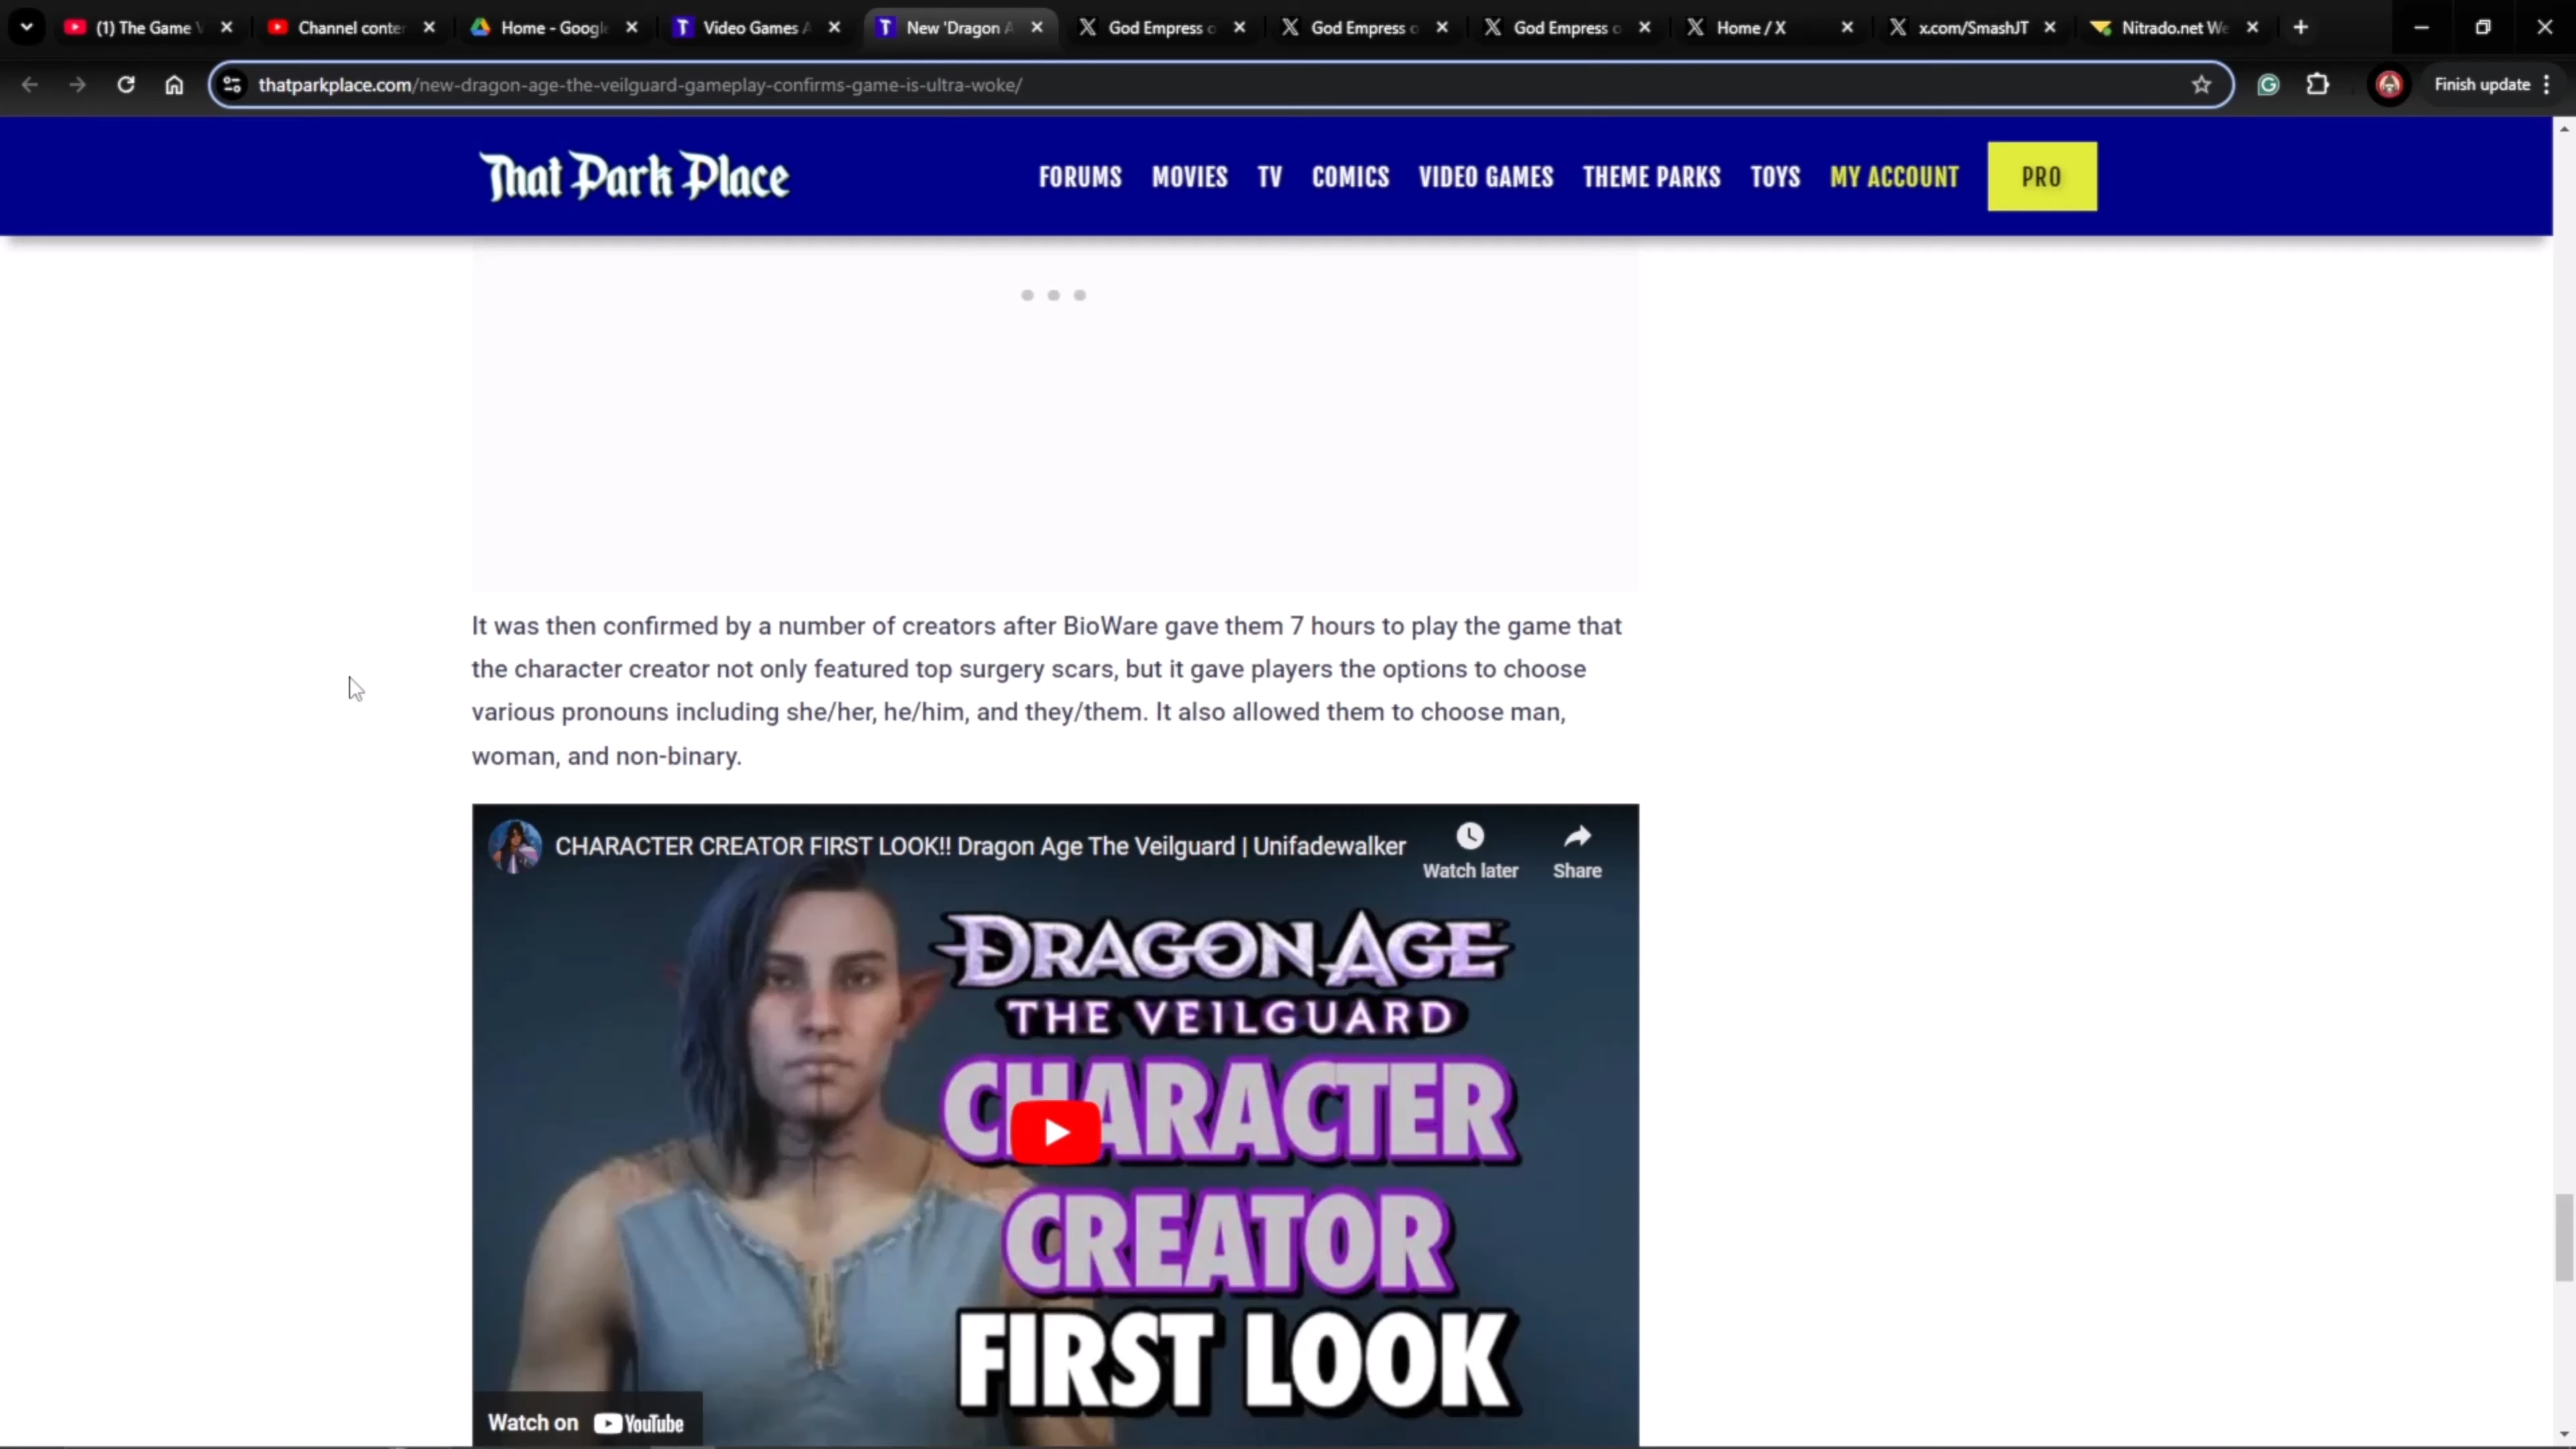 (1) The Game V
Channel conter
Home - Google
Video Games A
New 'Dragon A
God Empress o
God Empress o
God Empress o
Home / X
x.com/SmashJT
Nitrado.net We
thatparkplace.com/new-dragon-age-the-veilguard-gameplay-confirms-game-is-ultra-woke/
Finish update
That Park Place
FORUMS
MOVIES
TV
COMICS
VIDEO GAMES
THEME PARKS
TOYS
MY ACCOUNT
PRO
It was then confirmed by a number of creators after BioWare gave them 7 hours to play the game that
the character creator not only featured top surgery scars, but it gave players the options to choose
various pronouns including she/her, he/him, and they/them. It also allowed them to choose man,
woman, and non-binary.
CHARACTER CREATOR FIRST LOOK!! Dragon Age The Veilguard | Unifadewalker
Watch later
Share
DRAGON AGE
THE VEILGUARD
CHARACTER
CREATOR
FIRST LOOK
Watch on YouTube